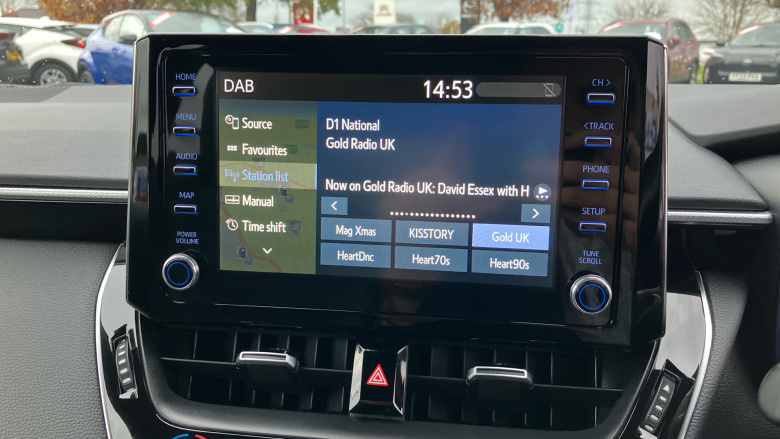 DAB
14:53
HOME
MENU
AUDIO
MAP
POWER
VOLUME
Source
Favourites
Station list
Manual
Time shift
D1 National
Gold Radio UK
Now on Gold Radio UK: David Essex with H
<
>
Mag Xmas
KISSTORY
Gold UK
HeartDnc
Heart70s
Heart90s
CH >
< TRACK
PHONE
SETUP
TUNE
SCROLL